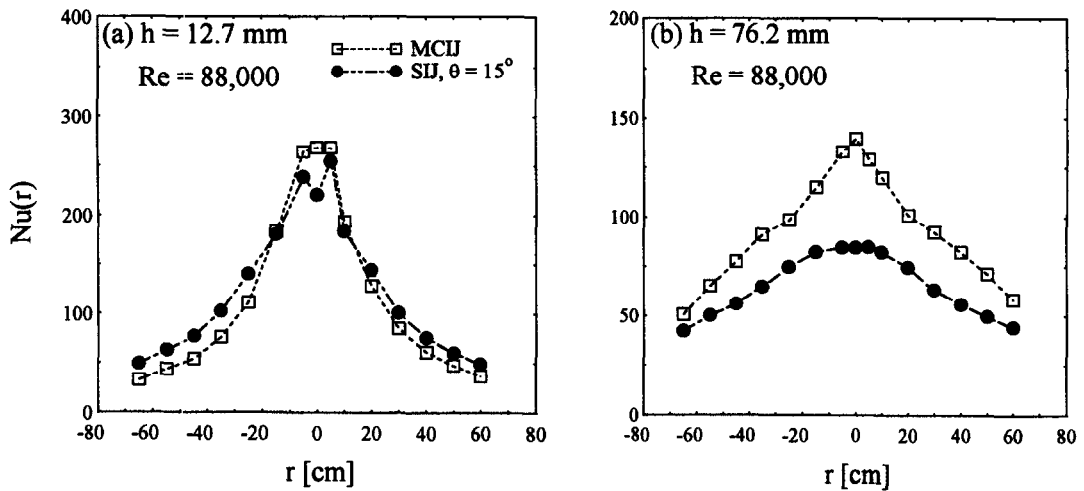 (a) h = 12.7 mm
Re = 88,000
MCIJ
SIJ, θ = 15°
400
300
200
100
0
-80 -60 -40 -20 0 20 40 60 80
Nu(r)
r [cm]
(b) h = 76.2 mm
Re = 88,000
200
150
100
50
0
-80 -60 -40 -20 0 20 40 60 80
r [cm]